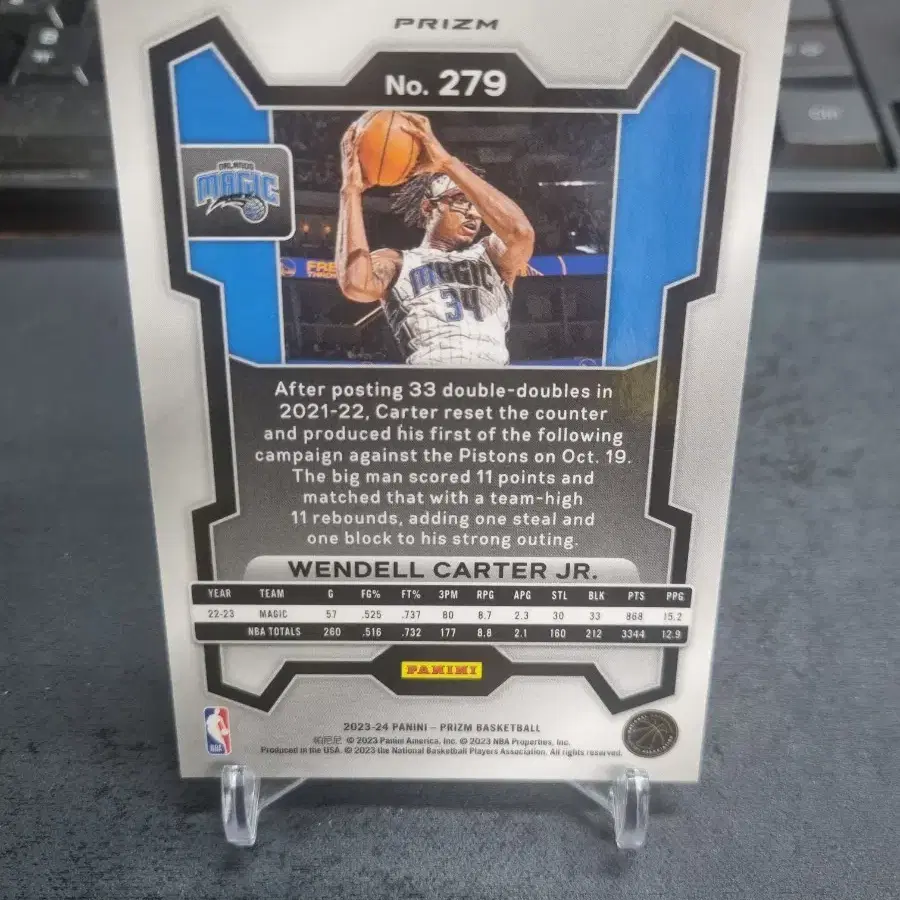 PRIZM
No. 279
ORLANDO
MAGIC
FREE
THROW
MAGIC
34
After posting 33 double-doubles in
2021-22, Carter reset the counter
and produced his first of the following
campaign against the Pistons on Oct. 19.
The big man scored 11 points and
matched that with a team-high
11 rebounds, adding one steal and
one block to his strong outing.
WENDELL CARTER JR.
YEAR TEAM G FG% FT% 3PM RPG APG STL BLK PTS PPG
22-23 MAGIC 57 .525 .737 80 8.7 2.3 30 33 868 15.2
NBA TOTALS 260 .516 .732 177 8.8 2.1 160 212 3344 12.9
PANINI
2023-24 PANINI – PRIZM BASKETBALL
帕尼尼 © 2023 Panini America, Inc. © 2023 NBA Properties, Inc.
Produced in the USA. © 2023 the National Basketball Players Association. All rights reserved.
NBA